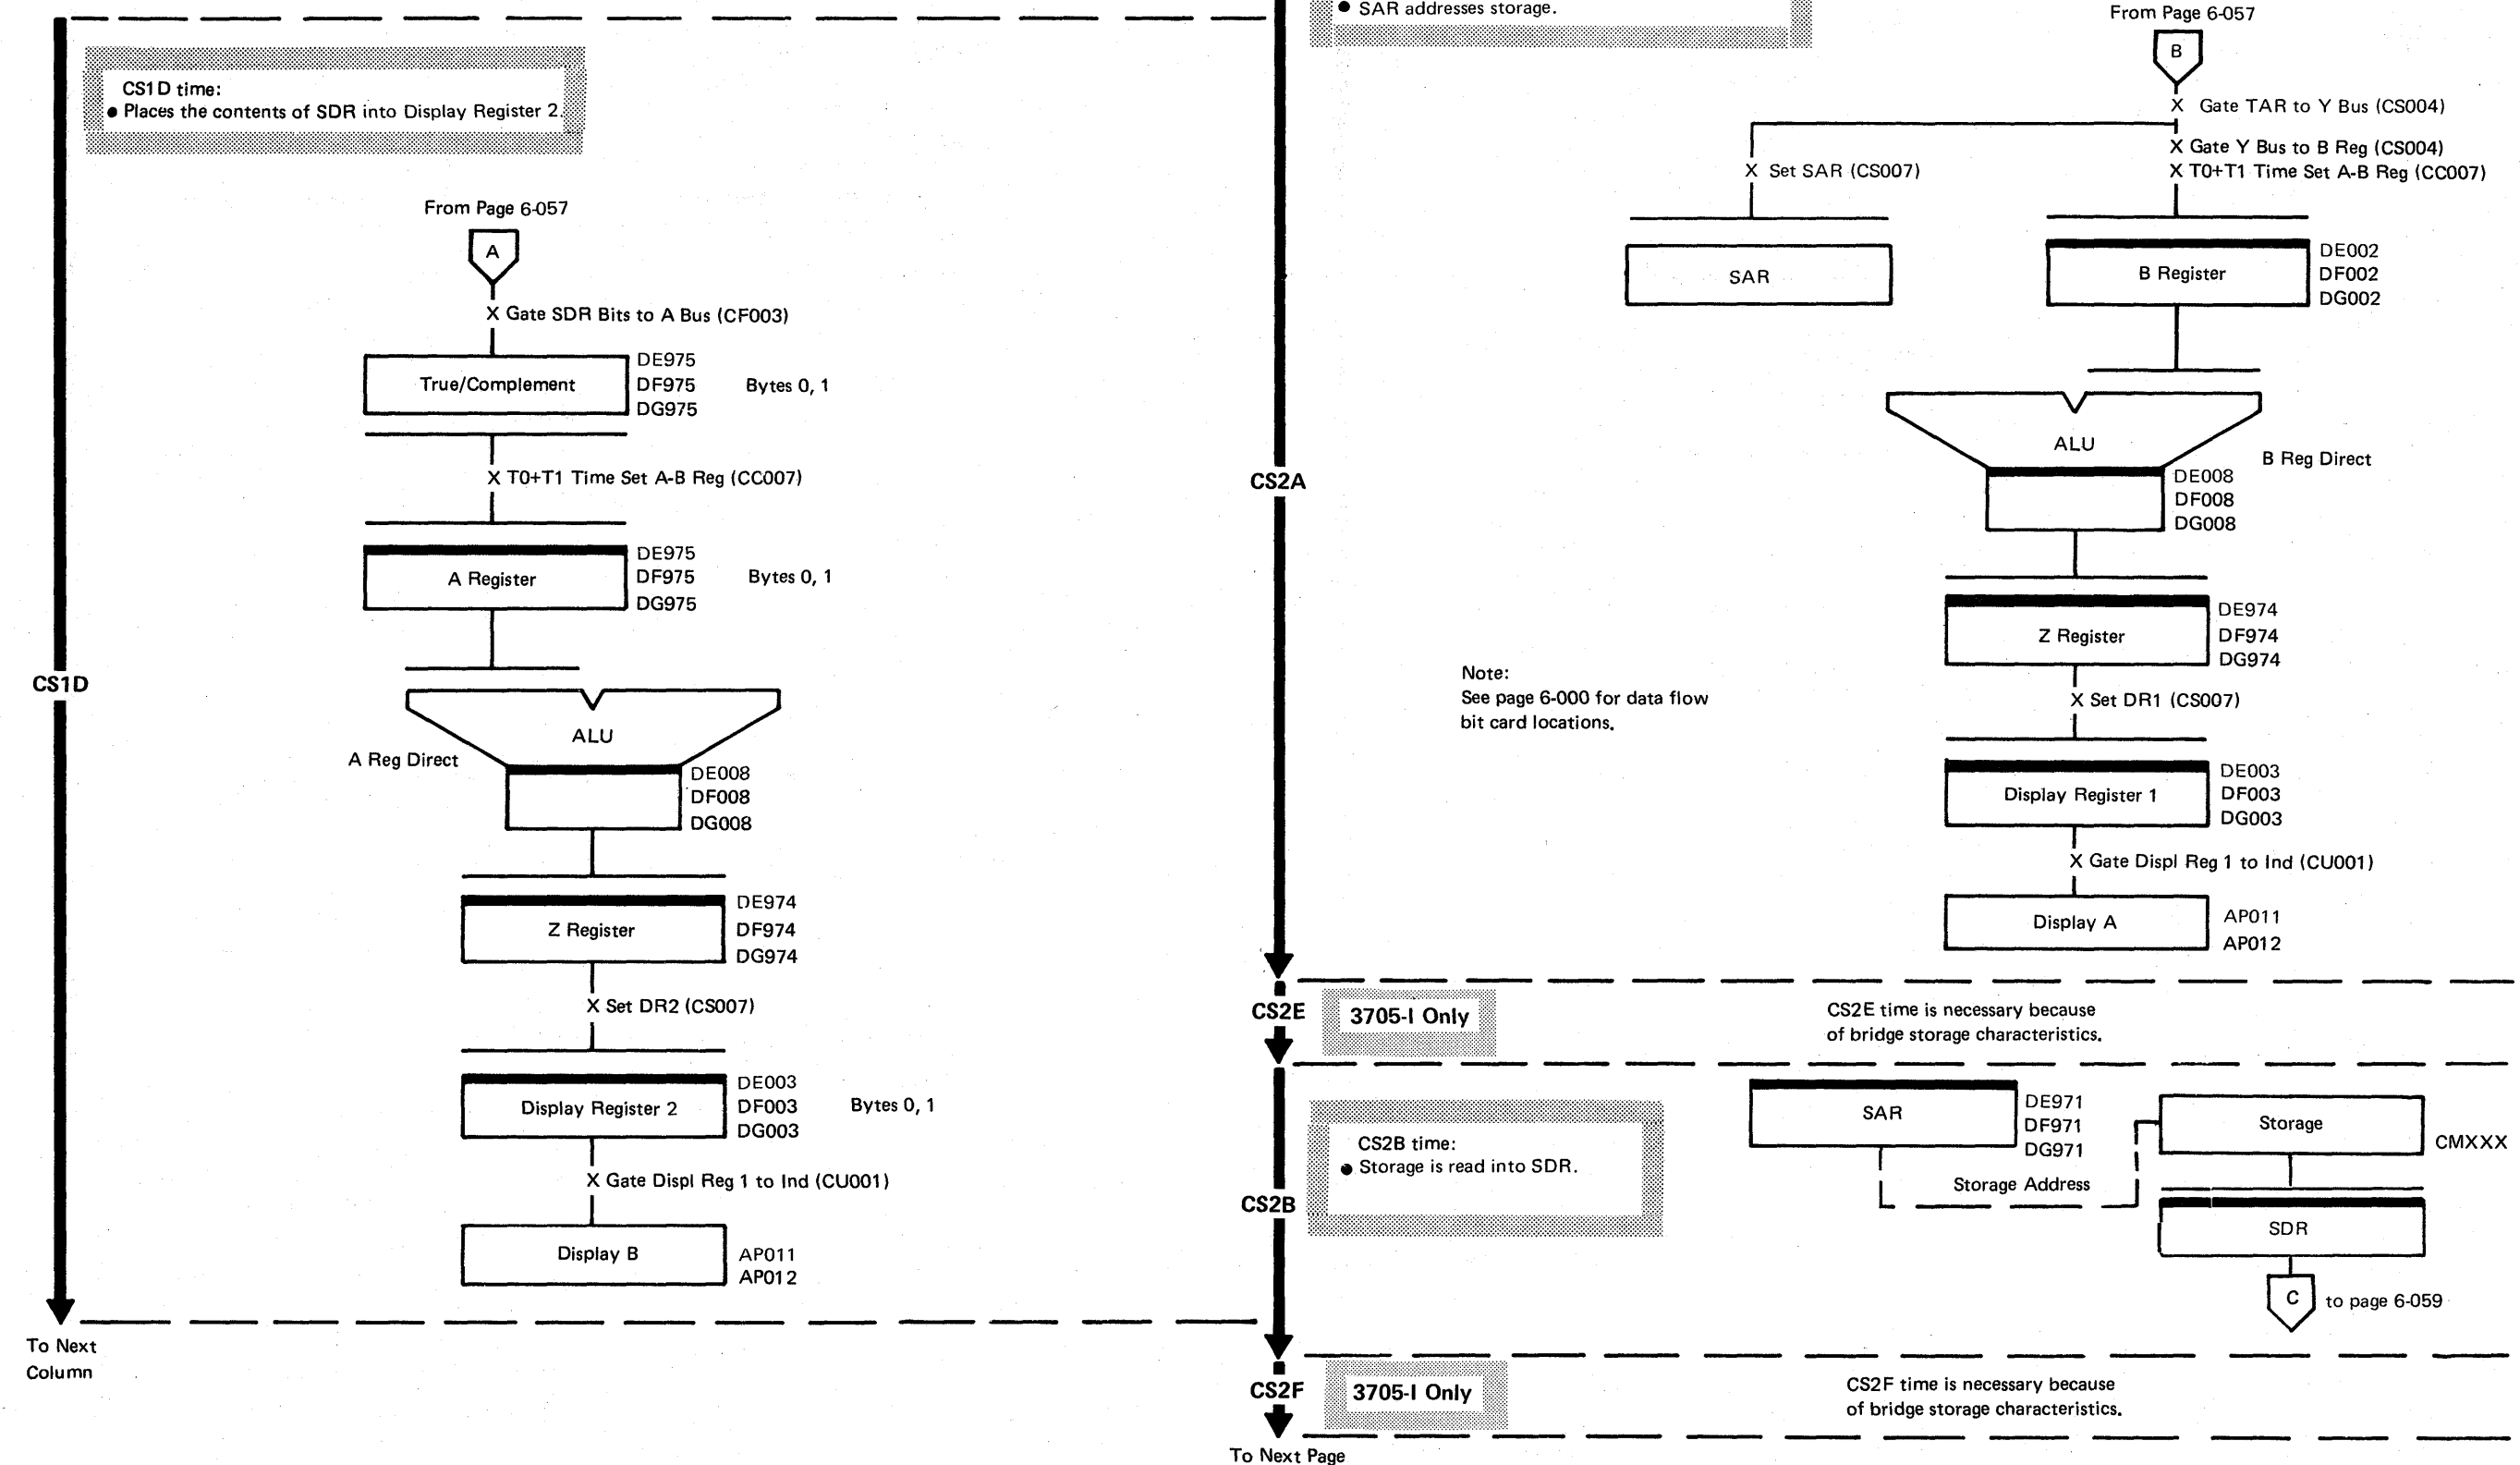 CS1D time:
● Places the contents of SDR into Display Register 2.
From Page 6-057
A
X Gate SDR Bits to A Bus (CF003)
True/Complement
DE975
DF975
DG975
Bytes 0, 1
X T0+T1 Time Set A-B Reg (CC007)
A Register
DE975
DF975
DG975
Bytes 0, 1
CS1D
ALU
A Reg Direct
DE008
DF008
DG008
Z Register
DE974
DF974
DG974
X Set DR2 (CS007)
Display Register 2
DE003
DF003
DG003
Bytes 0, 1
X Gate Displ Reg 1 to Ind (CU001)
Display B
AP011
AP012
To Next
Column
● SAR addresses storage.
From Page 6-057
B
X Gate TAR to Y Bus (CS004)
X Gate Y Bus to B Reg (CS004)
X T0+T1 Time Set A-B Reg (CC007)
X Set SAR (CS007)
SAR
B Register
DE002
DF002
DG002
CS2A
ALU
B Reg Direct
DE008
DF008
DG008
Z Register
DE974
DF974
DG974
Note:
See page 6-000 for data flow
bit card locations.
X Set DR1 (CS007)
Display Register 1
DE003
DF003
DG003
X Gate Displ Reg 1 to Ind (CU001)
Display A
AP011
AP012
CS2E
3705-I Only
CS2E time is necessary because
of bridge storage characteristics.
CS2B time:
● Storage is read into SDR.
CS2B
SAR
DE971
DF971
DG971
Storage
CMXXX
Storage Address
SDR
C
to page 6-059
CS2F
3705-I Only
CS2F time is necessary because
of bridge storage characteristics.
To Next Page